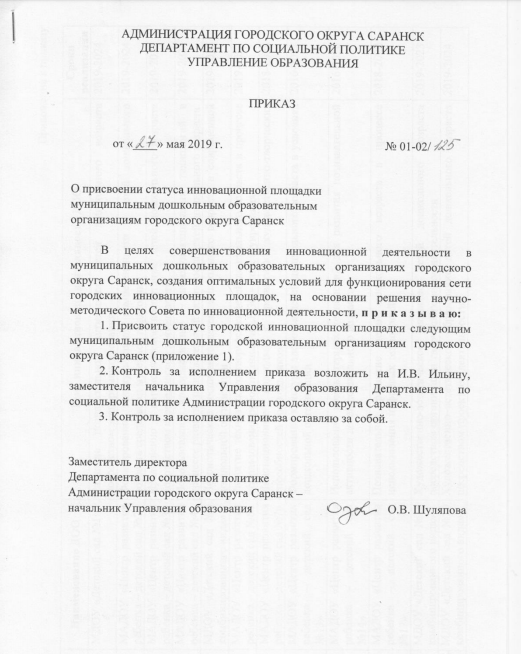 АДМИНИСТРАЦИЯ ГОРОДСКОГО ОКРУГА САРАНСК
ДЕПАРТАМЕНТ ПО СОЦИАЛЬНОЙ ПОЛИТИКЕ
УПРАВЛЕНИЕ ОБРАЗОВАНИЯ
ПРИКАЗ
от «27» мая 2019 г. № 01-02/125
О присвоении статуса инновационной площадки
муниципальным дошкольным образовательным
организациям городского округа Саранск
В целях совершенствования инновационной деятельности в
муниципальных дошкольных образовательных организациях городского
округа Саранск, создания оптимальных условий для функционирования сети
городских инновационных площадок, на основании решения научно-
методического Совета по инновационной деятельности, п р и к а з ы в а ю:
1. Присвоить статус городской инновационной площадки следующим
муниципальным дошкольным образовательным организациям городского
округа Саранск (приложение 1).
2. Контроль за исполнением приказа возложить на И.В. Ильину,
заместителя начальника Управления образования Департамента по
социальной политике Администрации городского округа Саранск.
3. Контроль за исполнением приказа оставляю за собой.
Заместитель директора
Департамента по социальной политике
Администрации городского округа Саранск –
начальник Управления образования О.В. Шуляпова